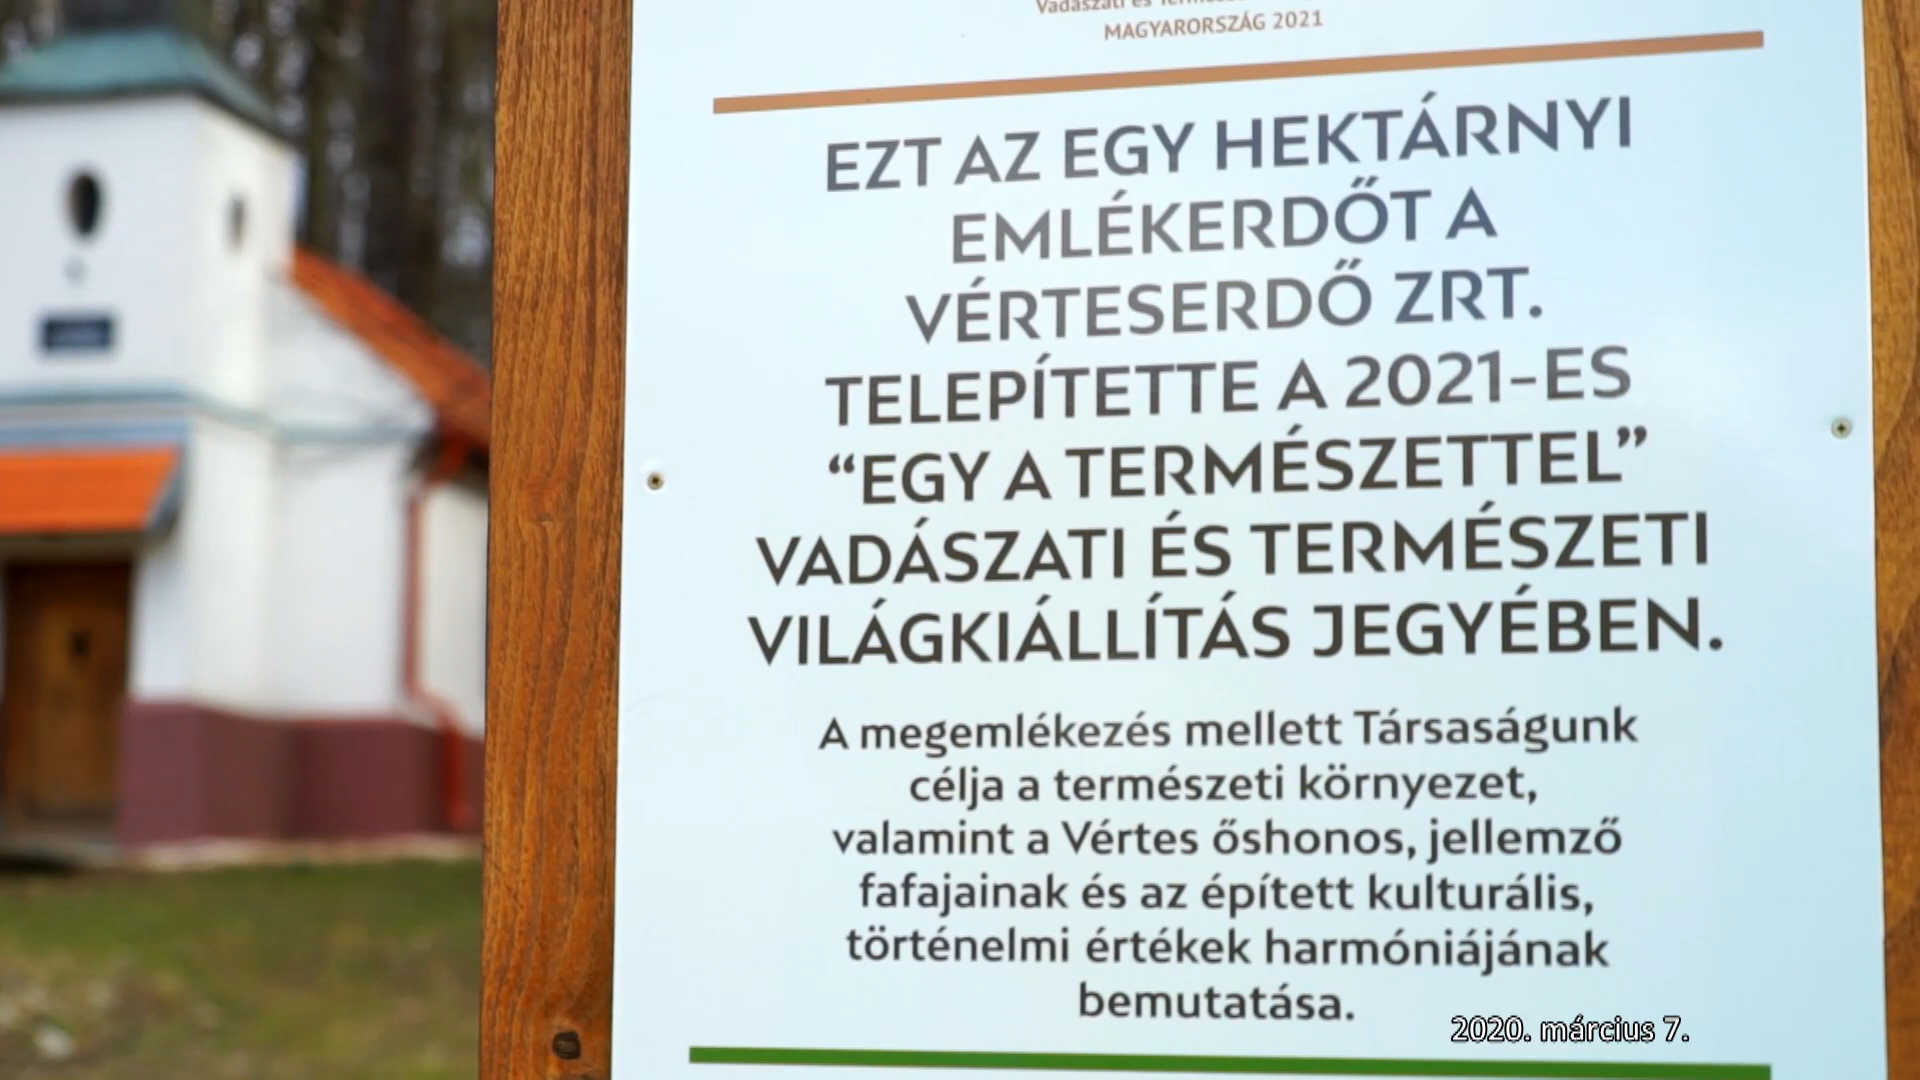 Vadászati és
MAGYARORSZÁG 2021
EZT AZ EGY HEKTÁRNYI
EMLÉKERDŐT A
VÉRTESERDŐ ZRT.
TELEPÍTETTE A 2021-ES
“EGY A TERMÉSZETTEL”
VADÁSZATI ÉS TERMÉSZETI
VILÁGKIÁLLÍTÁS JEGYÉBEN.
A megemlékezés mellett Társaságunk
célja a természeti környezet,
valamint a Vértes őshonos, jellemző
fafajainak és az épített kulturális,
történelmi értékek harmóniájának
bemutatása.
2020. március 7.